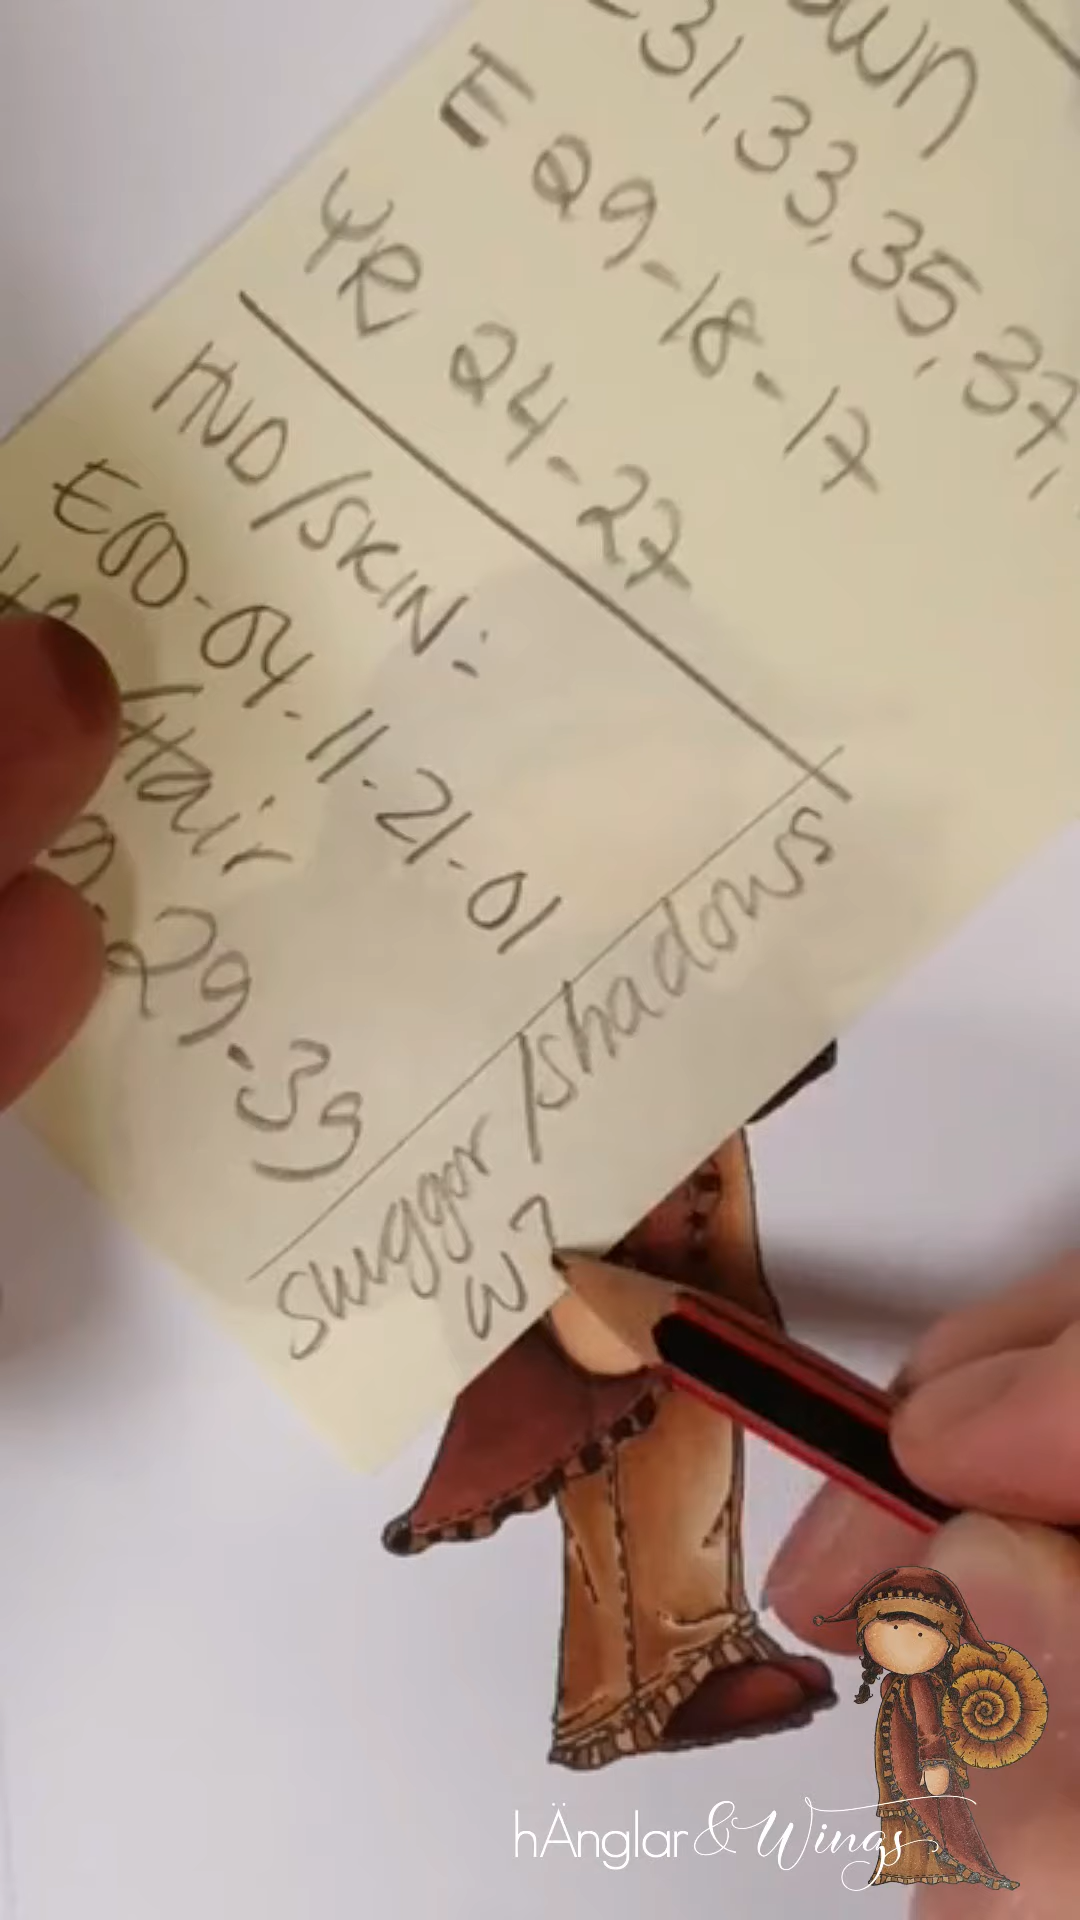 31, 33, 35, 37,
E 29-18-17
YR 24-27
HUD/SKIN:
E00-04-11-21-01
/Hair
29-39
Skuggor/shadows
W7
hÄnglar & Wings